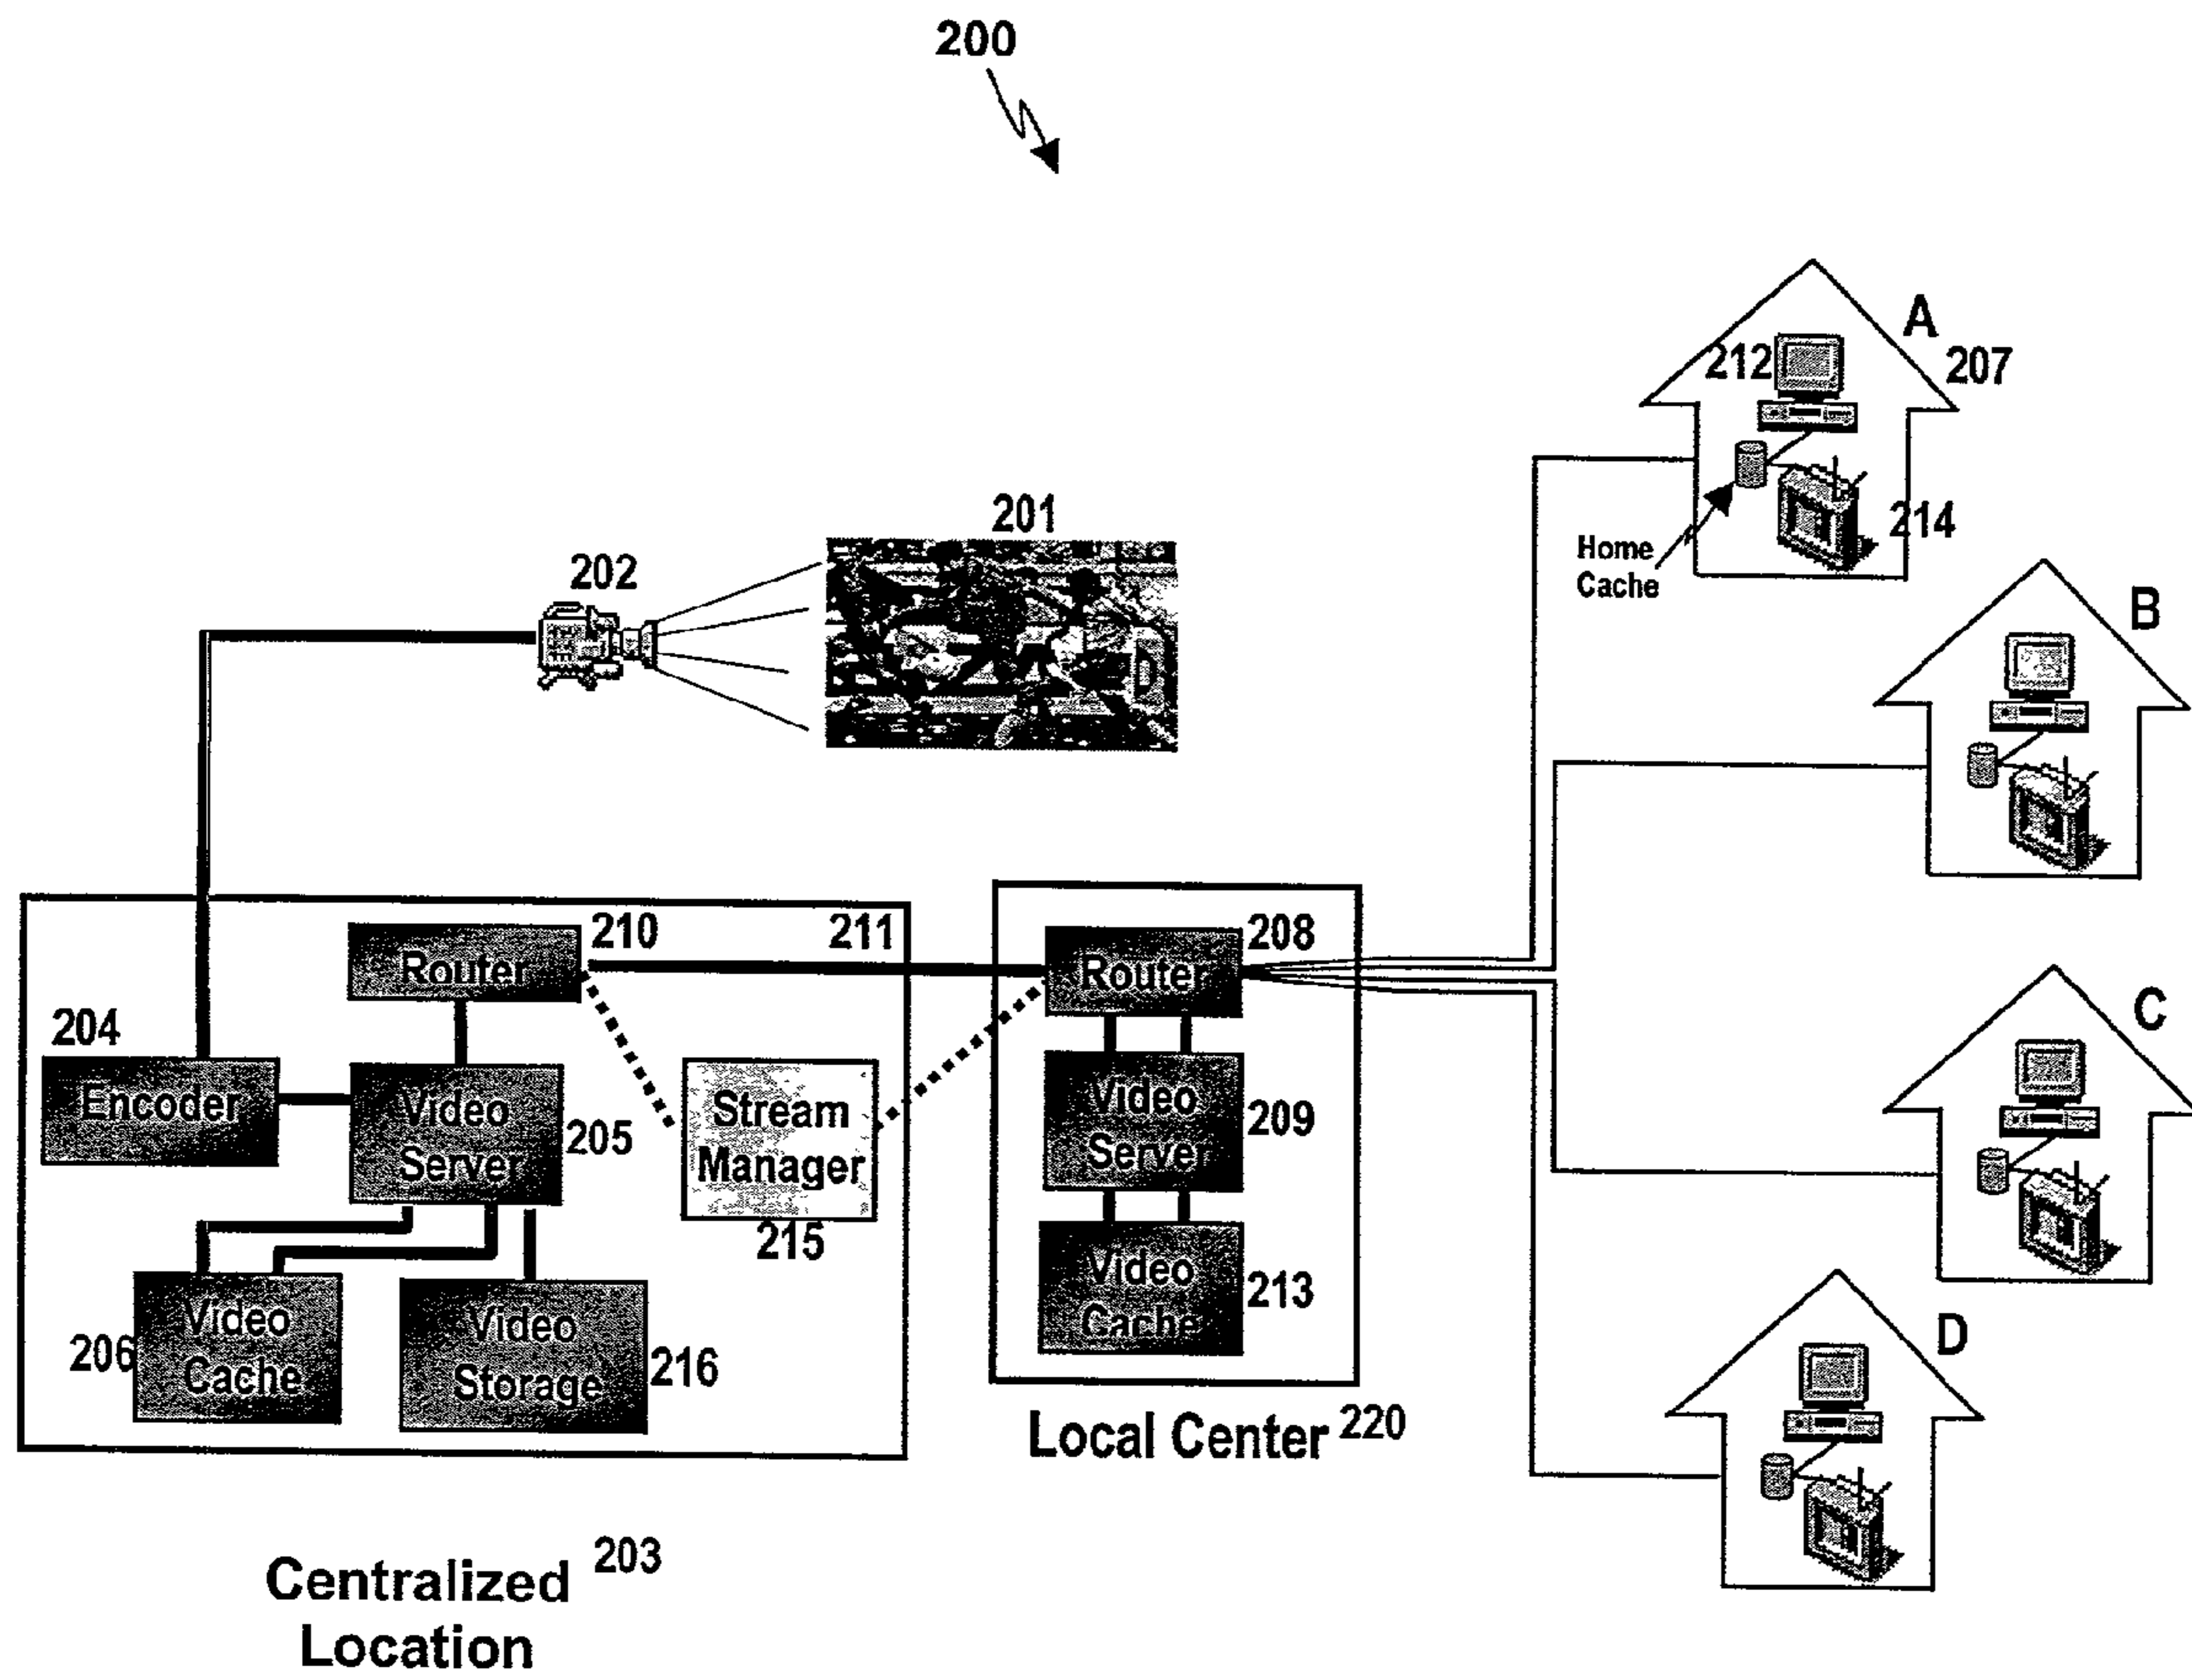 200
A
212
207
201
214
202
Home
Cache
B
210
211
208
Router
Router
204
C
Encoder
Video
Server
205
Stream
Manager
215
Video
Server
209
Video
Cache
206
Video
Storage
216
Video
Cache
213
D
Local Center 220
Centralized 203
Location